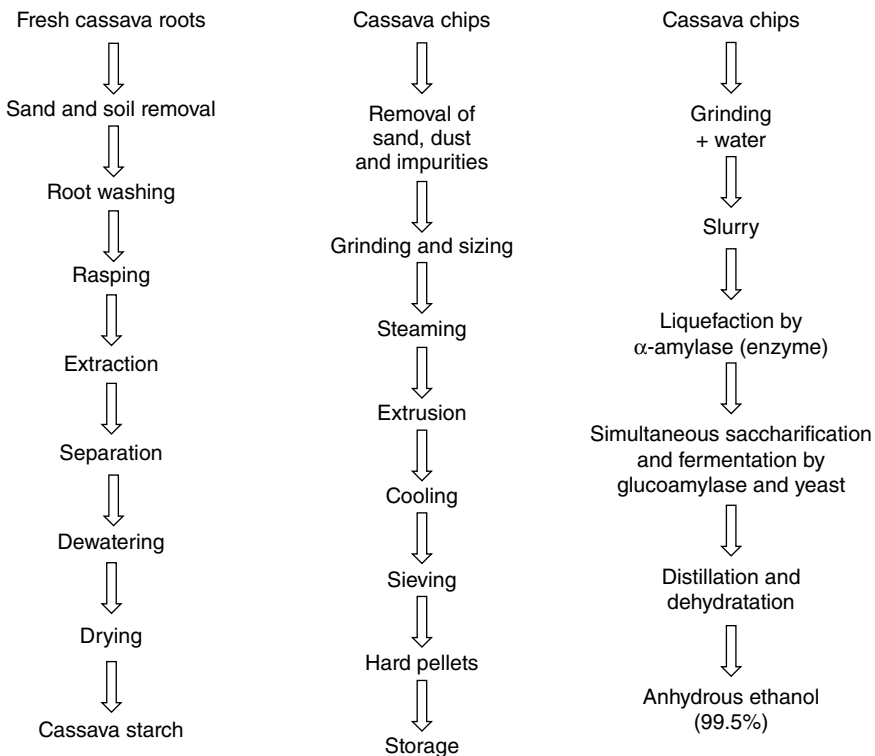 Fresh cassava roots
Sand and soil removal
Root washing
Rasping
Extraction
Separation
Dewatering
Drying
Cassava starch
Cassava chips
Removal of
sand, dust
and impurities
Grinding and sizing
Steaming
Extrusion
Cooling
Sieving
Hard pellets
Storage
Cassava chips
Grinding
+ water
Slurry
Liquefaction by
α-amylase (enzyme)
Simultaneous saccharification
and fermentation by
glucoamylase and yeast
Distillation and
dehydratation
Anhydrous ethanol
(99.5%)